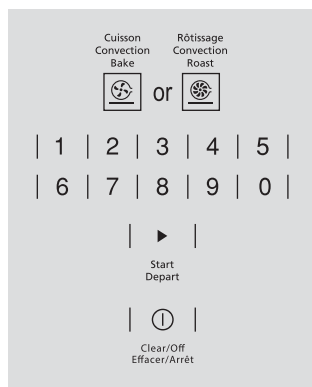 Cuisson
Convection
Bake
Rôtissage
Convection
Roast
or
1 2 3 4 5
6 7 8 9 0
Start
Depart
Clear/Off
Effacer/Arrêt